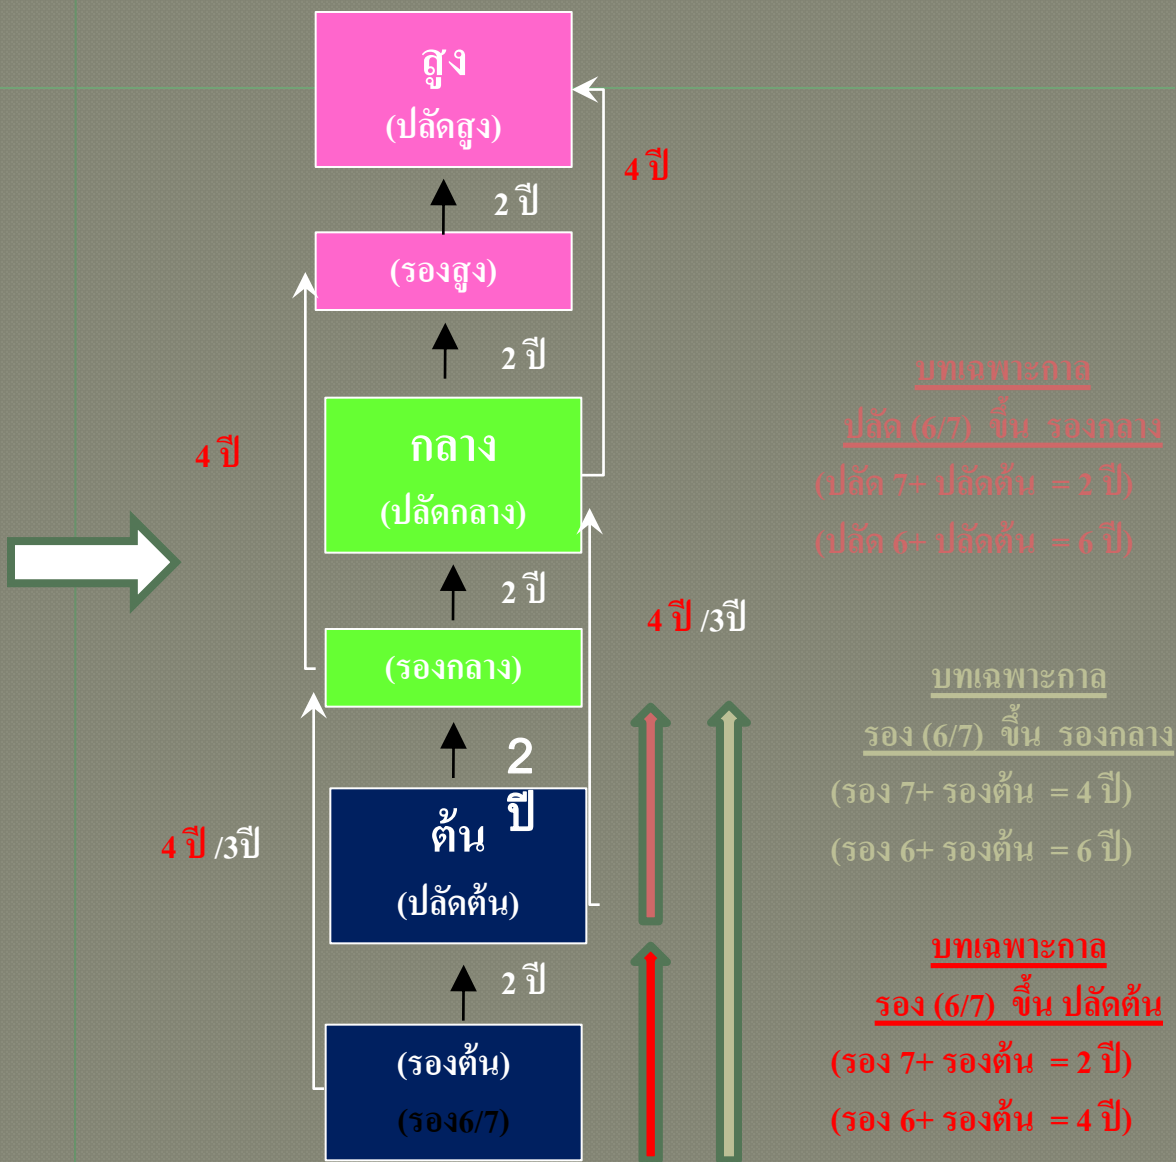 สูง
(ปลัดสูง)
4 ปี
2 ปี
(รองสูง)
2 ปี
4 ปี
กลาง
(ปลัดกลาง)
2 ปี
4 ปี /3ปี
(รองกลาง)
2
ปี
ต้น
(ปลัดต้น)
4 ปี /3ปี
2 ปี
(รองต้น)
(รอง6/7)
บทเฉพาะกาล
ปลัด (6/7) ขึ้น รองกลาง
(ปลัด 7+ ปลัดต้น = 2 ปี)
(ปลัด 6+ ปลัดต้น = 6 ปี)
บทเฉพาะกาล
รอง (6/7) ขึ้น รองกลาง
(รอง 7+ รองต้น = 4 ปี)
(รอง 6+ รองต้น = 6 ปี)
บทเฉพาะกาล
รอง (6/7) ขึ้น ปลัดต้น
(รอง 7+ รองต้น = 2 ปี)
(รอง 6+ รองต้น = 4 ปี)